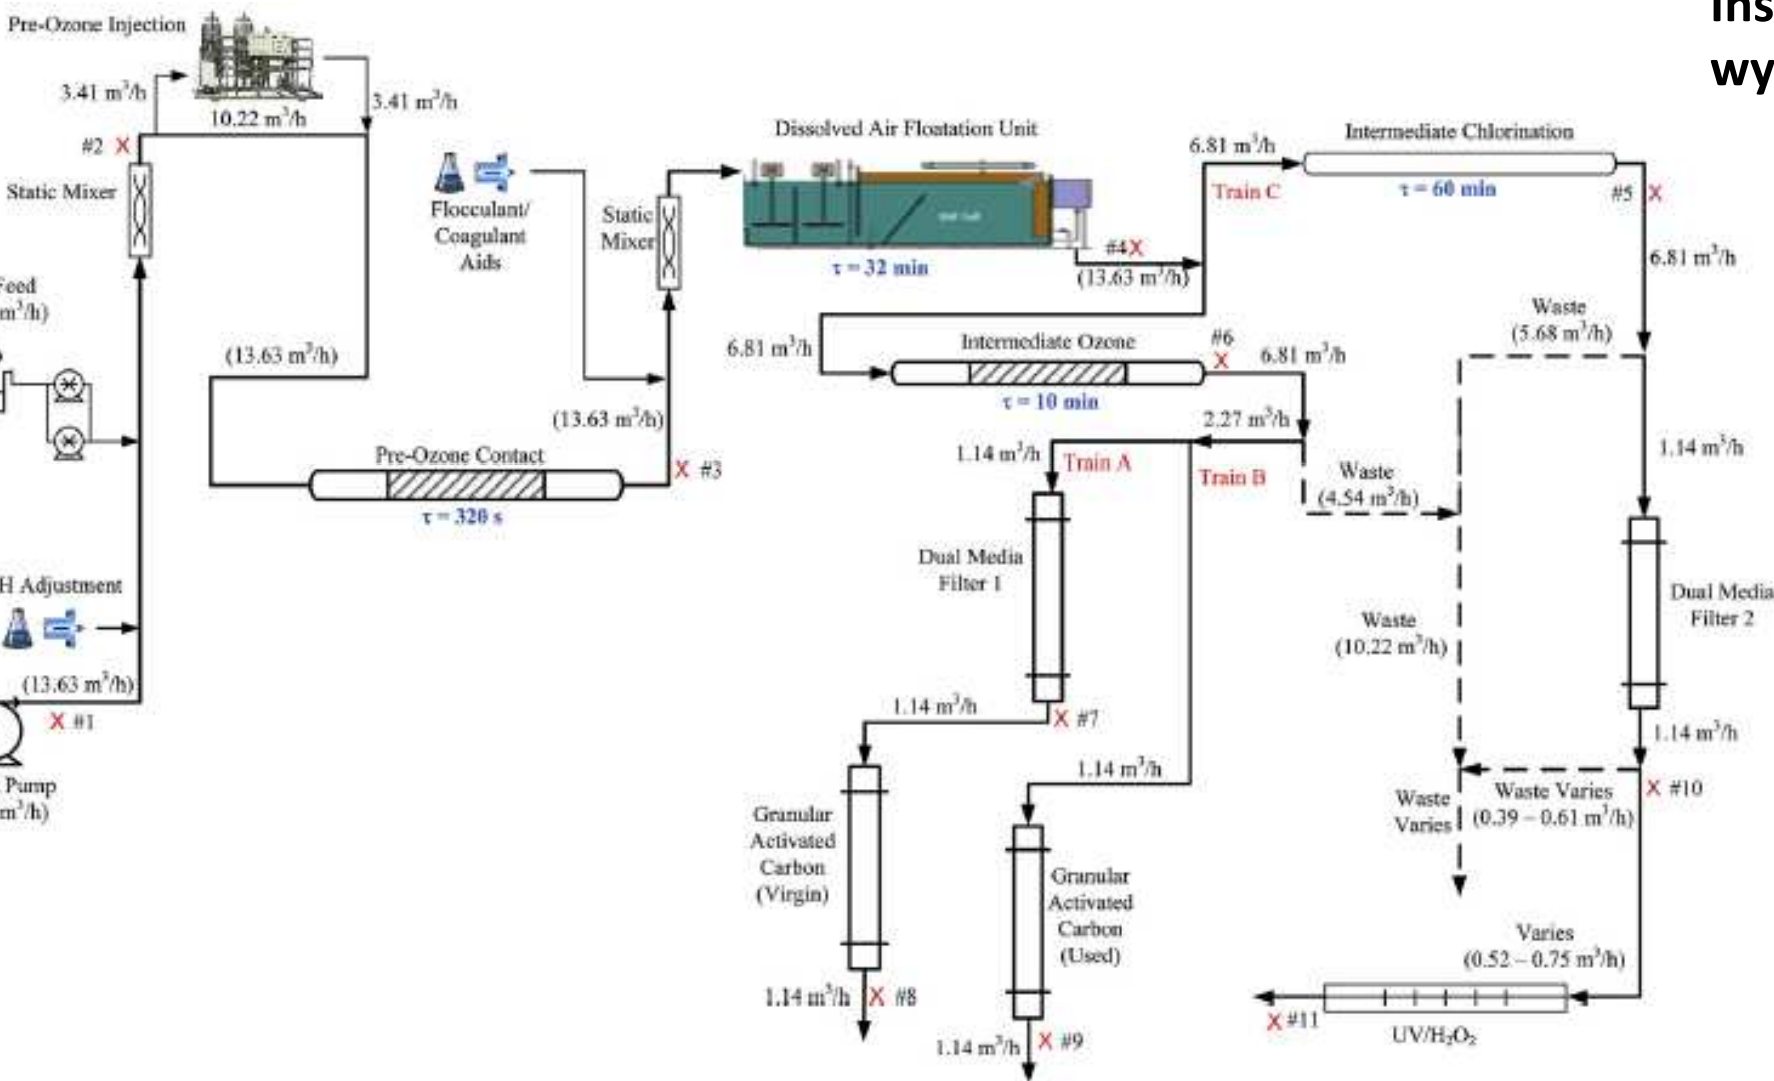 Ins
wy
Pre-Ozone Injection
3.41 m³/h
10.22 m³/h
3.41 m³/h
#2 X
Static Mixer
Feed
m³/h)
(13.63 m³/h)
H Adjustment
(13.63 m³/h)
X #1
Pump
m³/h)
Pre-Ozone Contact
τ = 320 s
X #3
(13.63 m³/h)
Flocculant/
Coagulant
Aids
Static
Mixer
Dissolved Air Floatation Unit
τ = 32 min
#4X
(13.63 m³/h)
6.81 m³/h
Train C
Intermediate Chlorination
τ = 60 min
#5 X
6.81 m³/h
6.81 m³/h
Intermediate Ozone
τ = 10 min
#6
X
6.81 m³/h
2.27 m³/h
1.14 m³/h
Train A
Train B
Waste
(4.54 m³/h)
Waste
(5.68 m³/h)
1.14 m³/h
Dual Media
Filter 1
Waste
(10.22 m³/h)
Dual Media
Filter 2
1.14 m³/h
X #7
1.14 m³/h
1.14 m³/h
X #10
Waste
Varies
Waste Varies
(0.39 – 0.61 m³/h)
Granular
Activated
Carbon
(Virgin)
Granular
Activated
Carbon
(Used)
1.14 m³/h
X #8
1.14 m³/h
X #9
Varies
(0.52 – 0.75 m³/h)
X #11
UV/H₂O₂